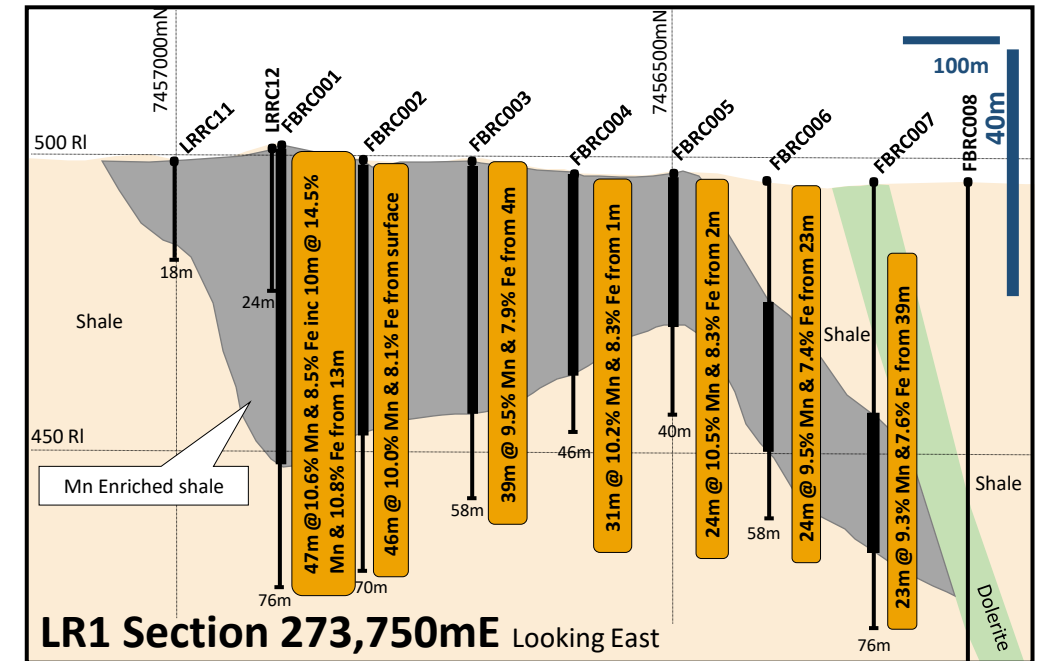 7457000mN
7456500mN
100m
40m
LRRC11
LRRC12
FBRC001
FBRC002
FBRC003
FBRC004
FBRC005
FBRC006
FBRC007
FBRC008
500 Rl
450 Rl
47m @10.6% Mn & 8.5% Fe inc 10m @ 14.5%
Mn & 10.8% Fe from 13m
46m @ 10.0% Mn & 8.1% Fe from surface
39m @ 9.5% Mn & 7.9% Fe from 4m
31m @ 10.2% Mn & 8.3% Fe from 1m
24m @ 10.5% Mn & 8.3% Fe from 2m
24m @ 9.5% Mn & 7.4% Fe from 23m
23m @ 9.3% Mn &7.6% Fe from 39m
18m
24m
76m
70m
58m
46m
40m
58m
76m
Shale
Shale
Shale
Dolerite
Mn Enriched shale
LR1 Section 273,750mE Looking East